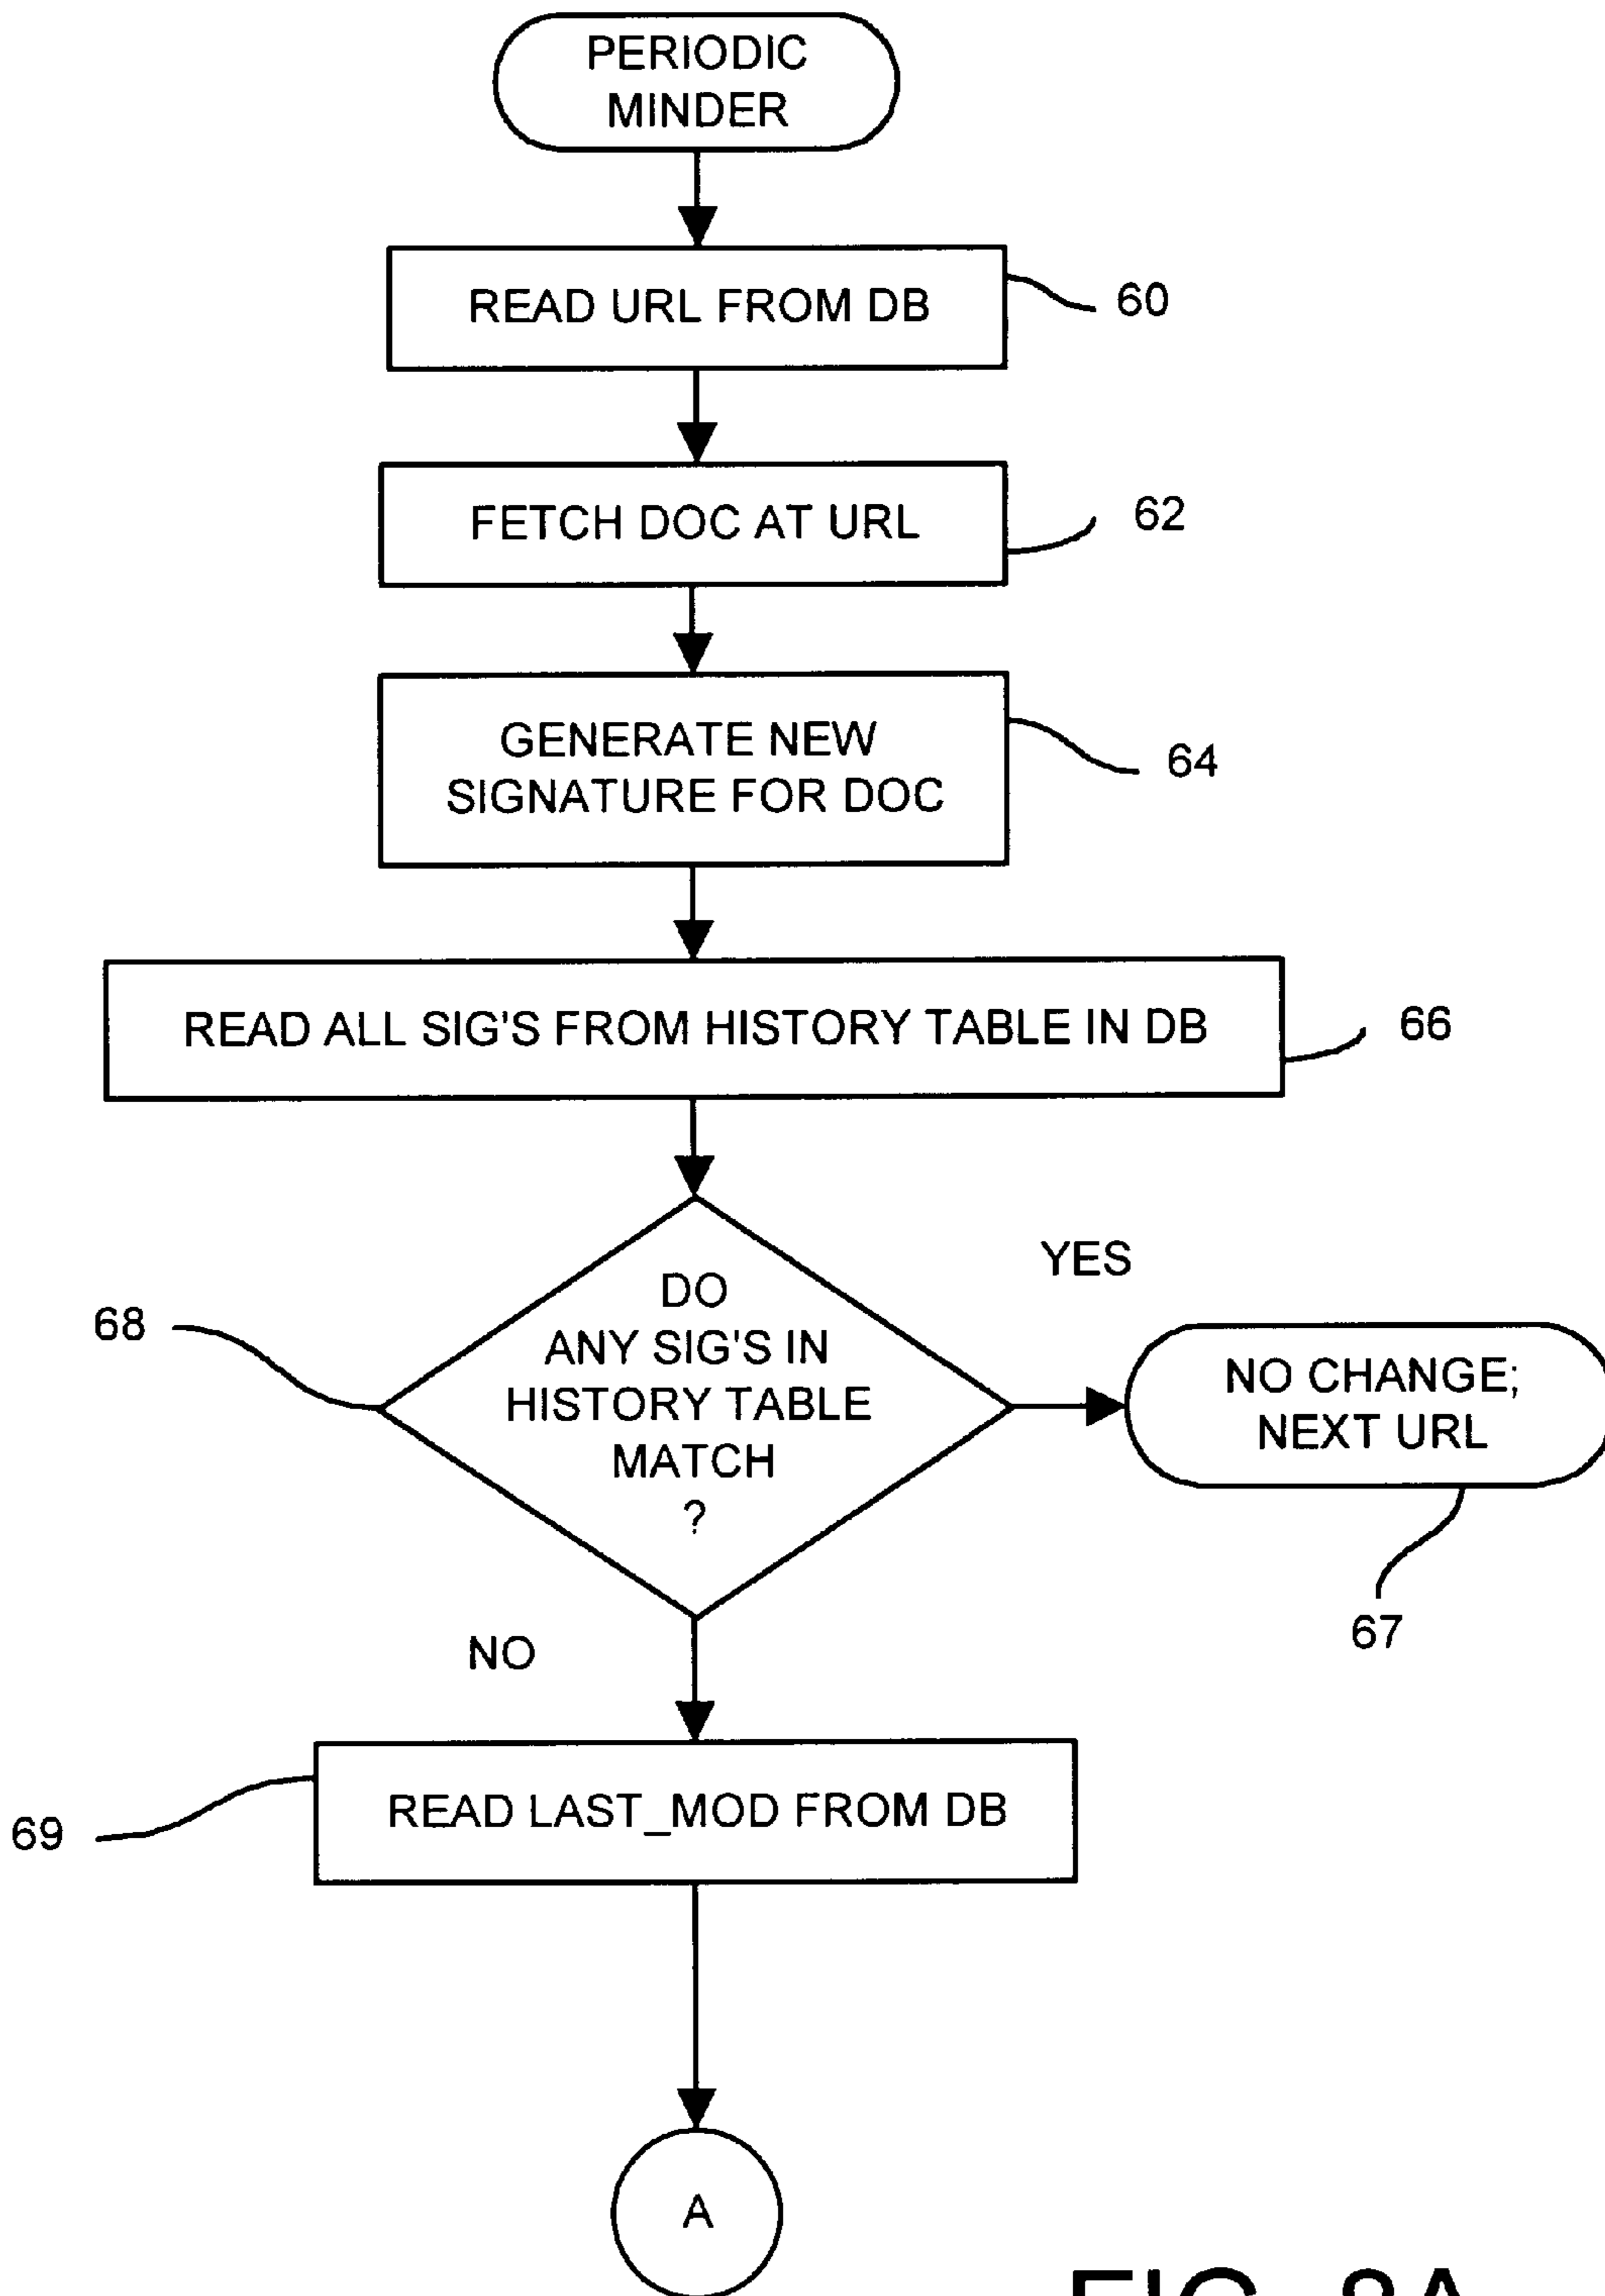 PERIODIC
MINDER
READ URL FROM DB
60
FETCH DOC AT URL
62
GENERATE NEW
SIGNATURE FOR DOC
64
READ ALL SIG'S FROM HISTORY TABLE IN DB
66
68
DO
ANY SIG'S IN
HISTORY TABLE
MATCH
?
YES
NO CHANGE;
NEXT URL
67
NO
69
READ LAST_MOD FROM DB
A